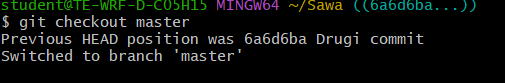 student@TE-WRF-D-CO5H15 MINGW64 ~/Sawa ((6a6d6ba...))
$ git checkout master
Previous HEAD position was 6a6d6ba Drugi commit
Switched to branch 'master'